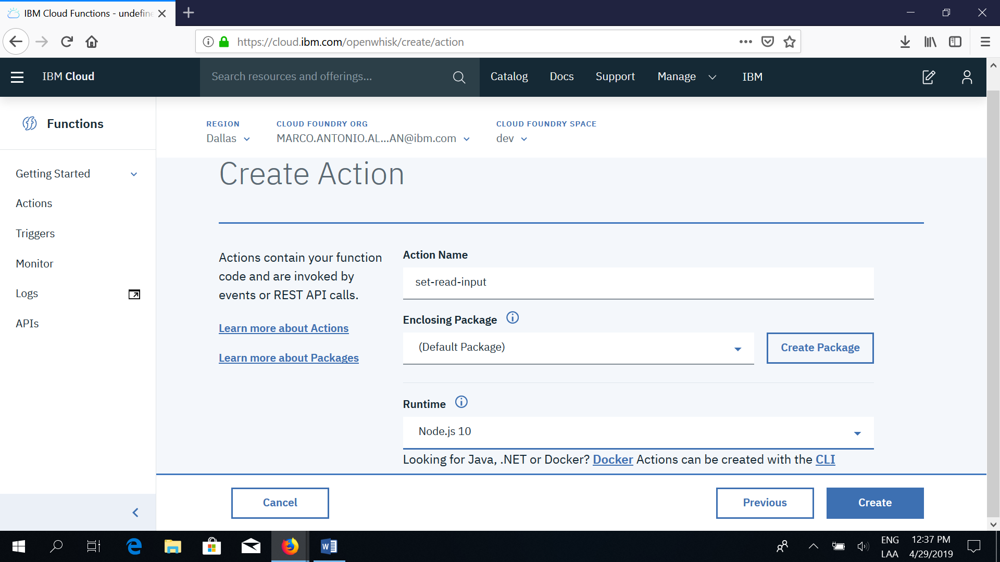 IBM Cloud Functions - undefine
https://cloud.ibm.com/openwhisk/create/action
IBM Cloud
Search resources and offerings...
Catalog
Docs
Support
Manage
IBM
Functions
REGION
Dallas
CLOUD FOUNDRY ORG
MARCO.ANTONIO.AL...AN@ibm.com
CLOUD FOUNDRY SPACE
dev
Getting Started
Actions
Triggers
Monitor
Logs
APIs
Create Action
Actions contain your function
code and are invoked by
events or REST API calls.
Learn more about Actions
Learn more about Packages
Action Name
set-read-input
Enclosing Package
(Default Package)
Create Package
Runtime
Node.js 10
Looking for Java, .NET or Docker? Docker Actions can be created with the CLI
Cancel
Previous
Create
ENG
LAA
12:37 PM
4/29/2019